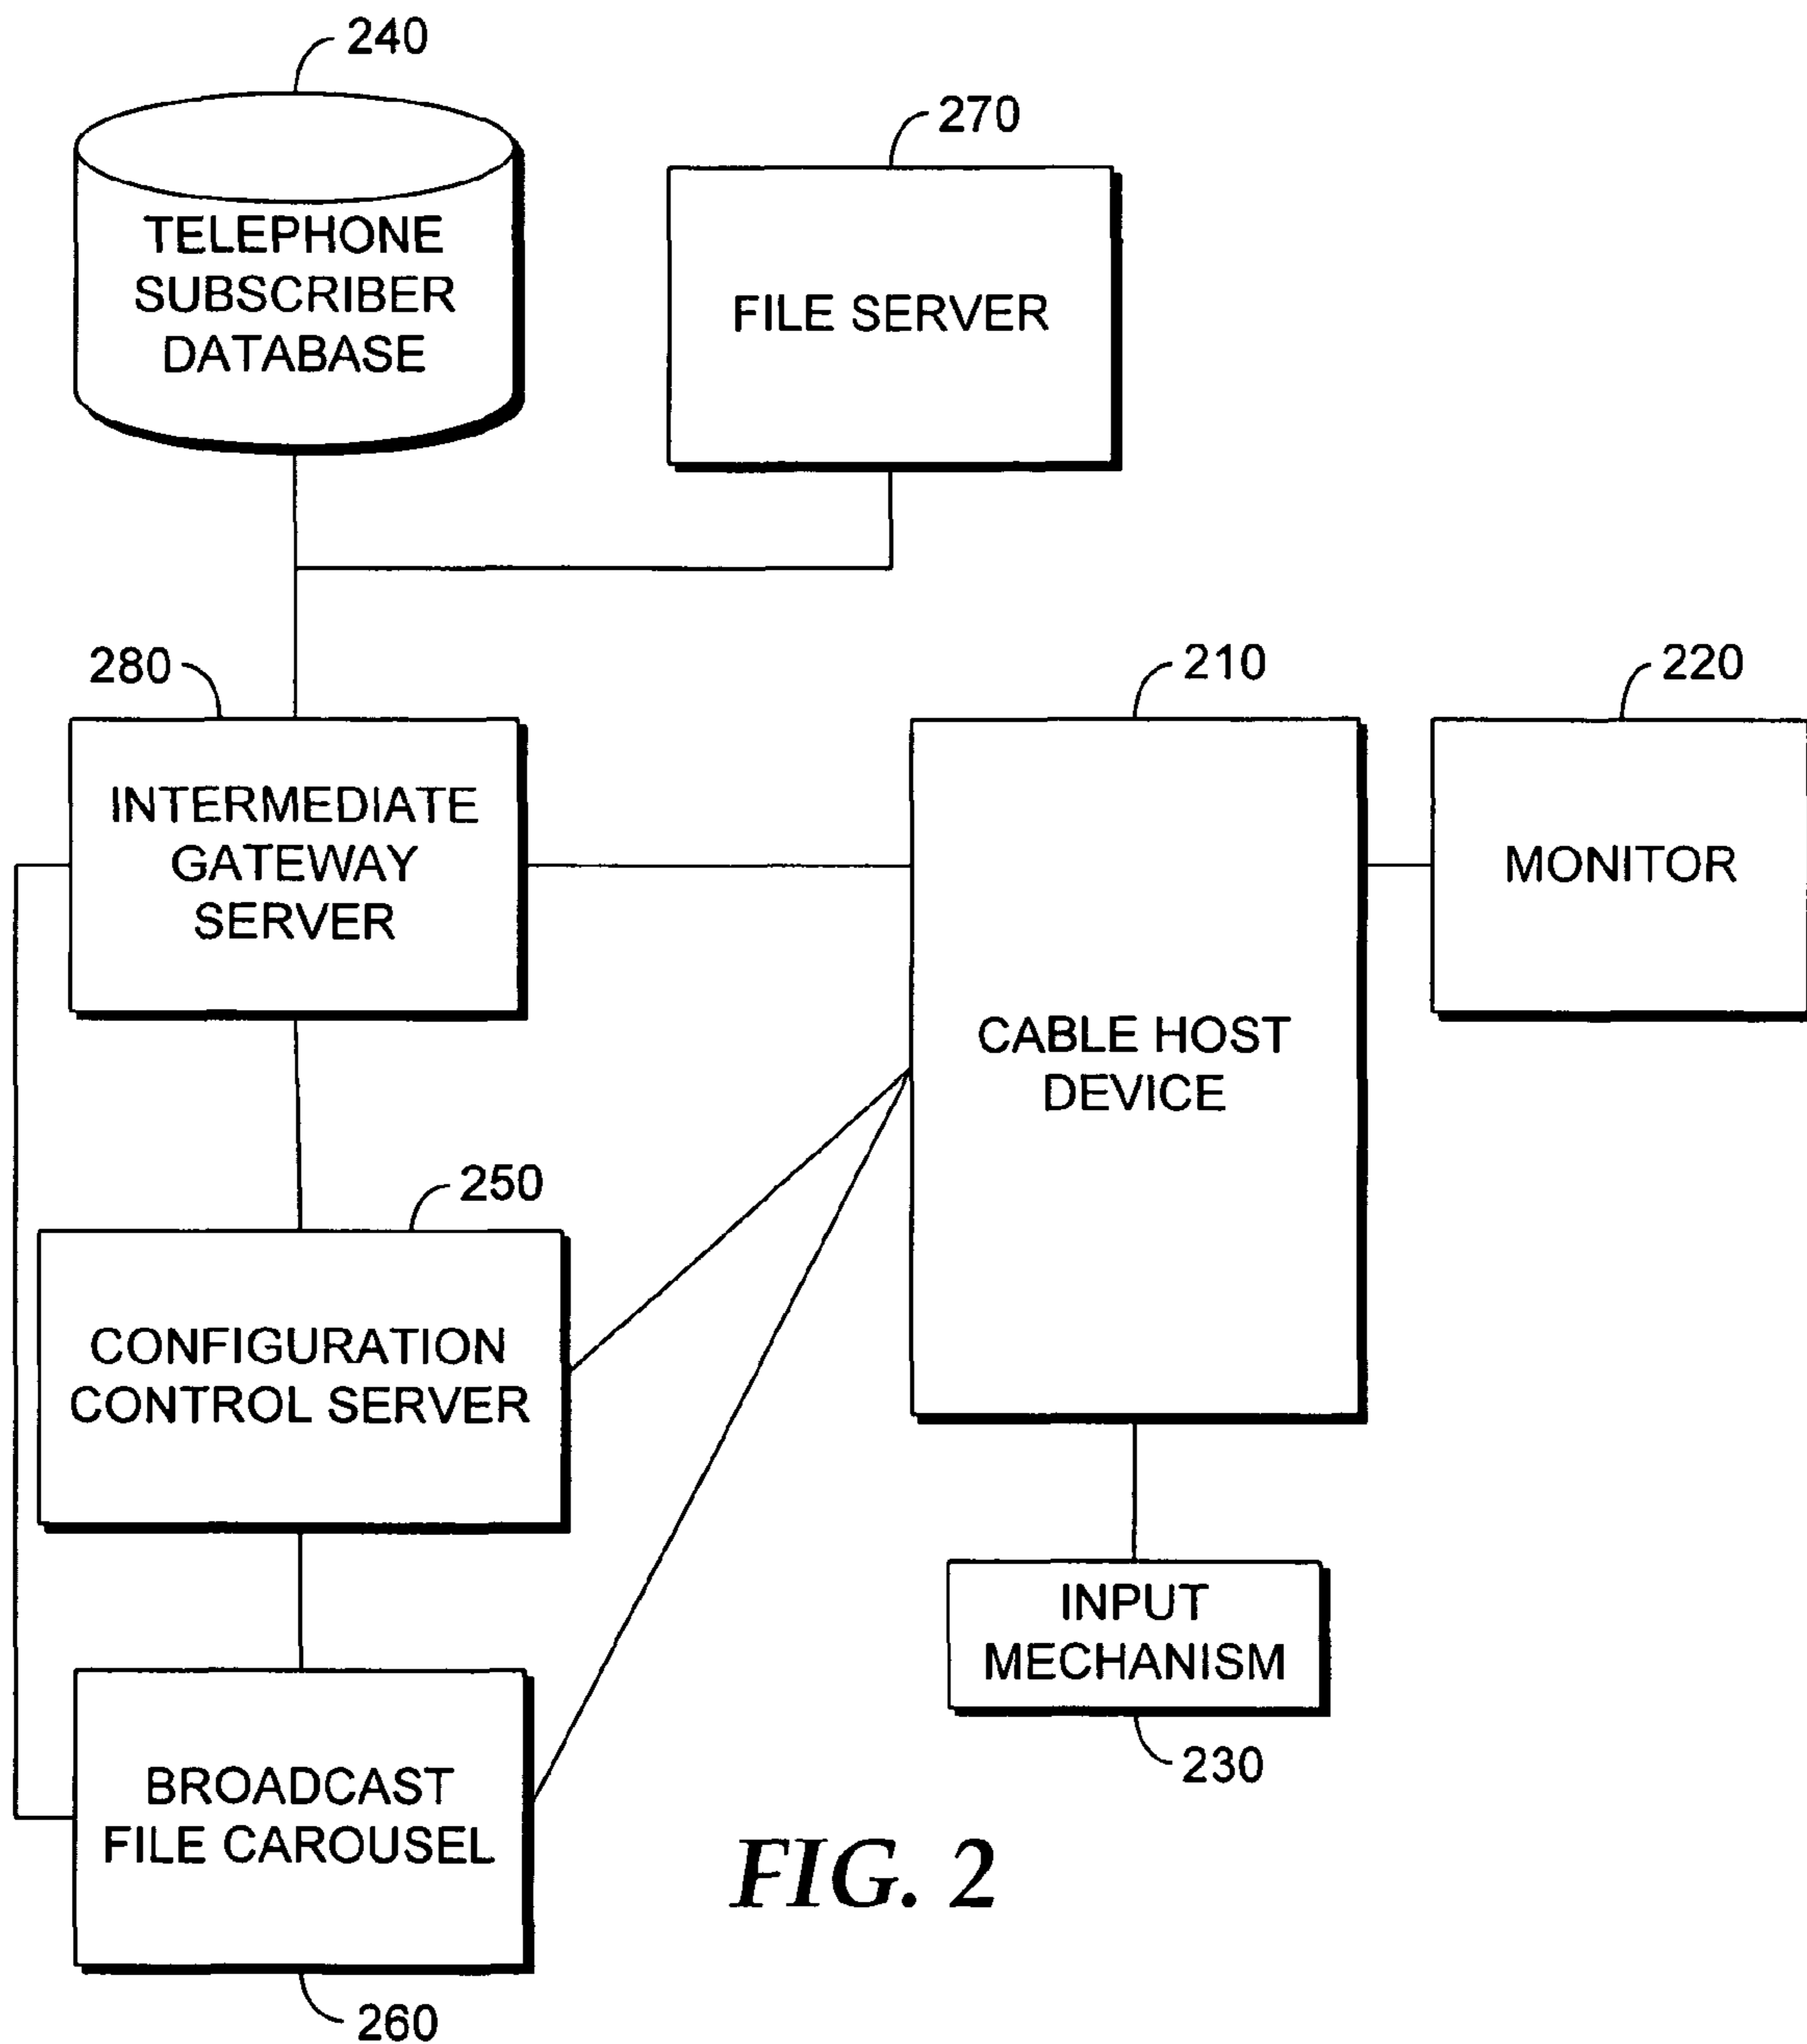 240
270
TELEPHONE
SUBSCRIBER
DATABASE
FILE SERVER
280
210
220
INTERMEDIATE
GATEWAY
SERVER
MONITOR
CABLE HOST
DEVICE
250
CONFIGURATION
CONTROL SERVER
INPUT
MECHANISM
230
BROADCAST
FILE CAROUSEL
FIG. 2
260